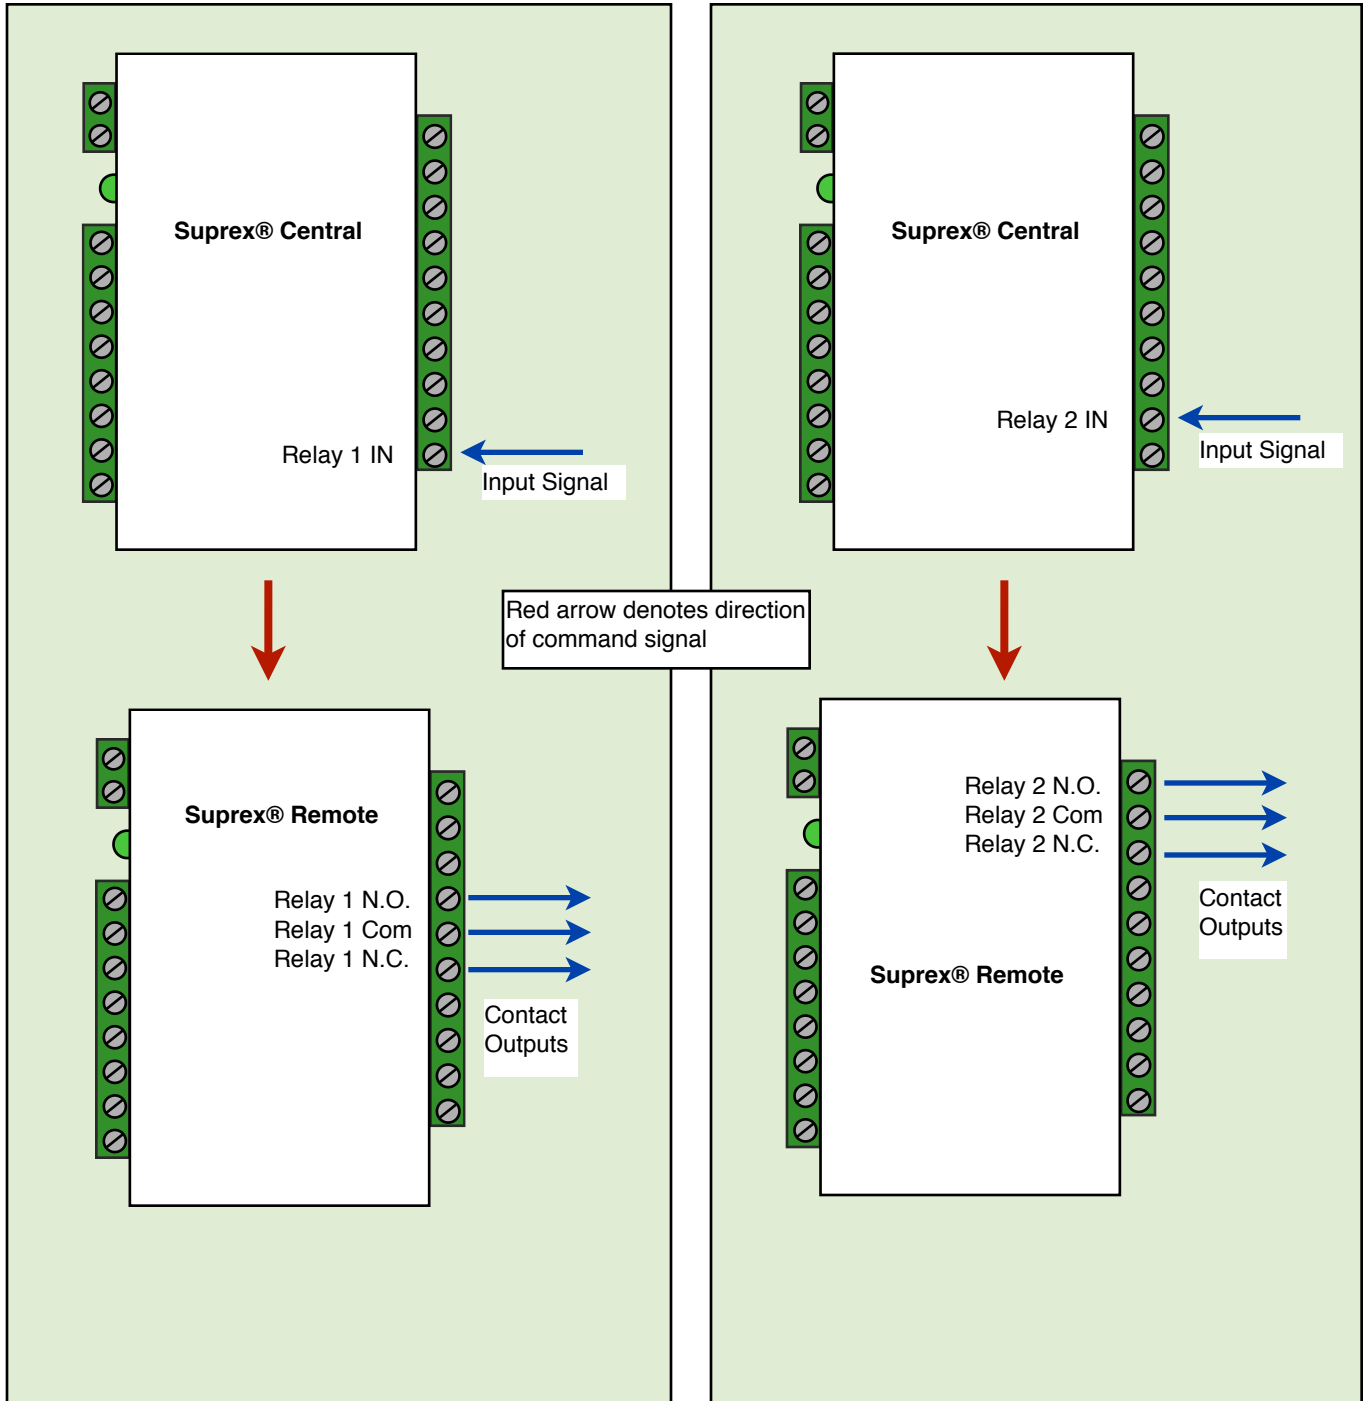 Suprex® Central
Relay 1 IN
Input Signal
Suprex® Central
Relay 2 IN
Input Signal
Red arrow denotes direction
of command signal
Suprex® Remote
Relay 1 N.O.
Relay 1 Com
Relay 1 N.C.
Contact
Outputs
Relay 2 N.O.
Relay 2 Com
Relay 2 N.C.
Contact
Outputs
Suprex® Remote